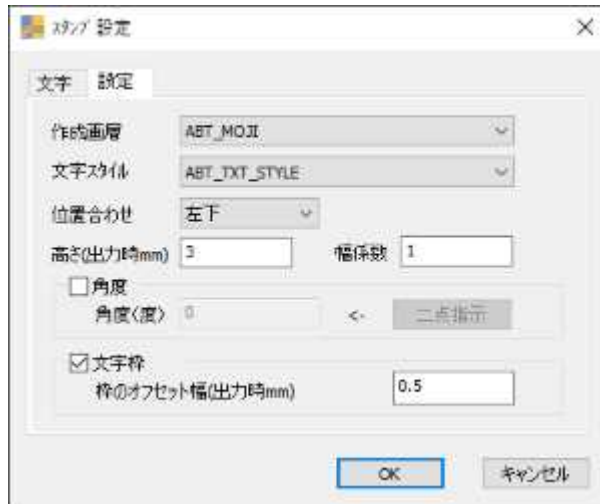 スタンプ 設定
文字 設定
作成画層 ABT_MOJI
文字スタイル ABT_TXT_STYLE
位置合わせ 左下
高さ(出力時mm) 3 幅係数 1
角度
角度(度) 0 <- 二点指示
文字枠
枠のオフセット幅(出力時mm) 0.5
OK キャンセル